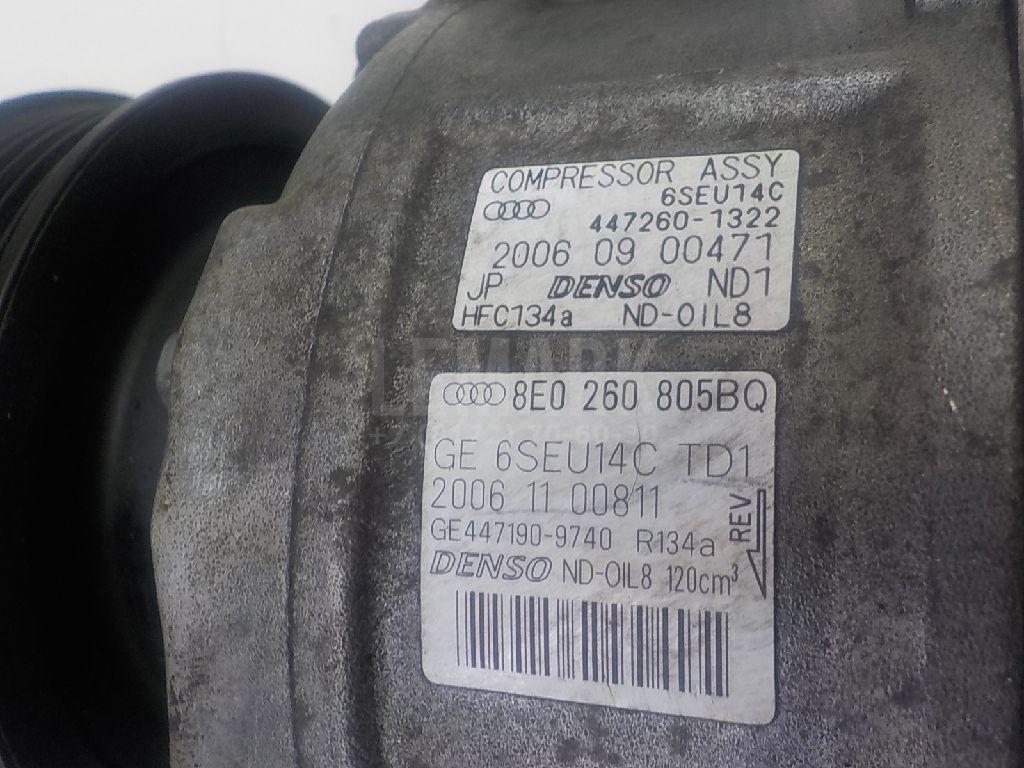 COMPRESSOR ASSY
6SEU14C
447260-1322
2006 09 00471
JP DENSO ND1
HFC134a ND-OIL8
LEMARK
8E0 260 805BQ
GE 6SEU14C TD1
2006 11 00811
GE447190-9740 R134a
REV
DENSO ND-OIL8 120cm³